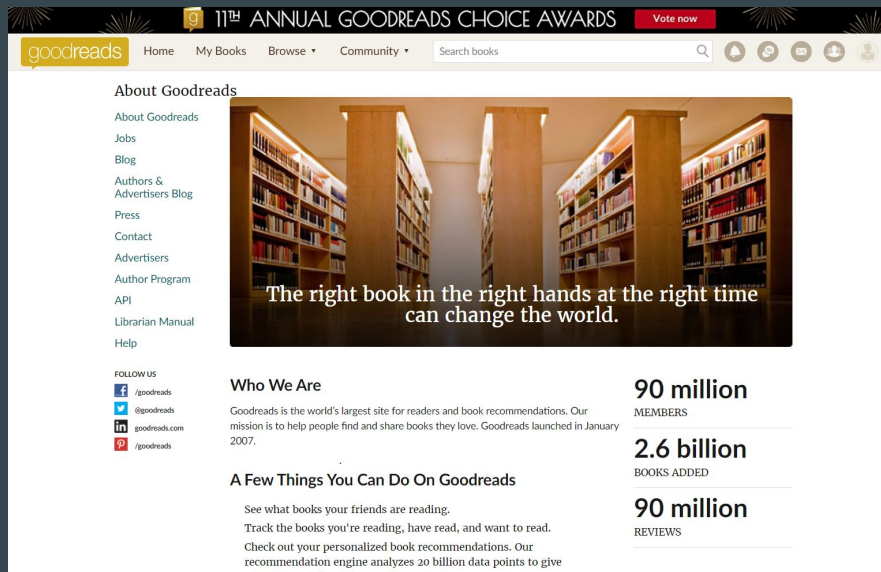 11TH ANNUAL GOODREADS CHOICE AWARDS
Vote now
goodreads
Home
My Books
Browse ▾
Community ▾
Search books
About Goodreads
About Goodreads
Jobs
Blog
Authors &
Advertisers Blog
Press
Contact
Advertisers
Author Program
API
Librarian Manual
Help
FOLLOW US
/goodreads
@goodreads
goodreads.com
/goodreads
The right book in the right hands at the right time
can change the world.
Who We Are
Goodreads is the world's largest site for readers and book recommendations. Our
mission is to help people find and share books they love. Goodreads launched in January
2007.
.
A Few Things You Can Do On Goodreads
See what books your friends are reading.
Track the books you're reading, have read, and want to read.
Check out your personalized book recommendations. Our
recommendation engine analyzes 20 billion data points to give
90 million
MEMBERS
2.6 billion
BOOKS ADDED
90 million
REVIEWS